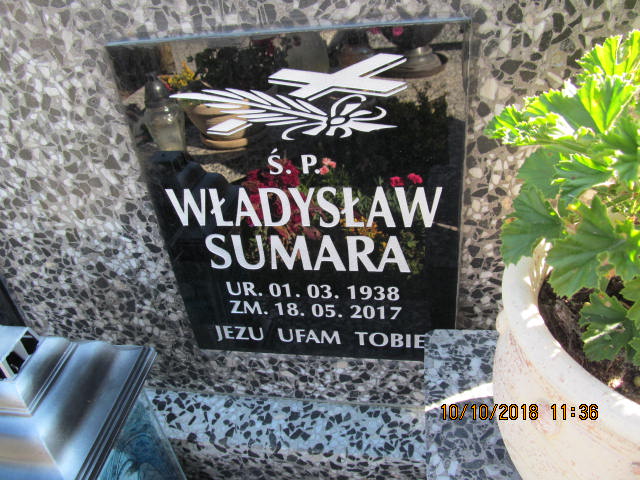 Ś. P.
WŁADYSŁAW
SUMARA
UR. 01. 03. 1938
ZM. 18. 05. 2017
JEZU UFAM TOBIE
10/10/2018 11:36